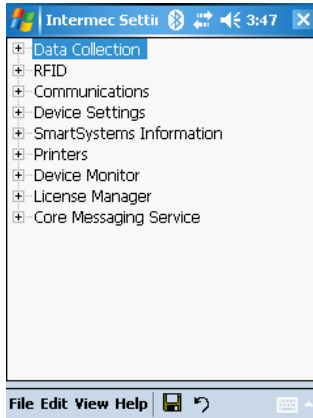 Intermec Settin 3:47
Data Collection
RFID
Communications
Device Settings
SmartSystems Information
Printers
Device Monitor
License Manager
Core Messaging Service
File Edit View Help